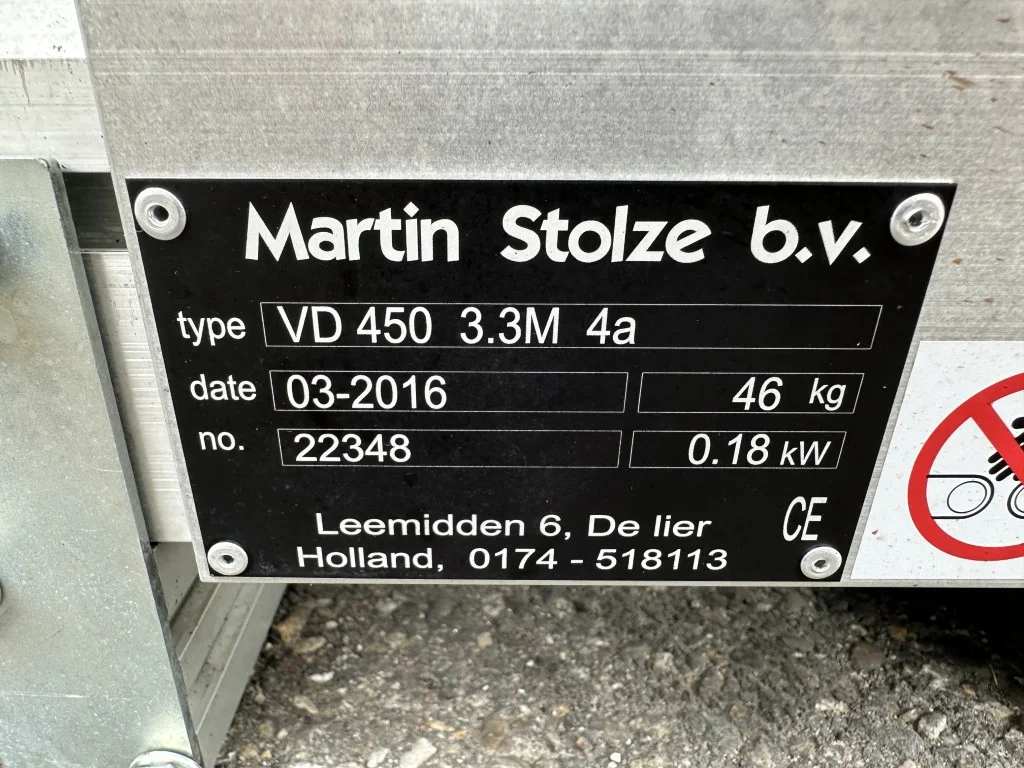 Martin Stolze b.v.
type VD 450 3.3M 4a
date 03-2016 46 kg
no. 22348 0.18 kW
Leemidden 6, De lier CE
Holland, 0174 - 518113